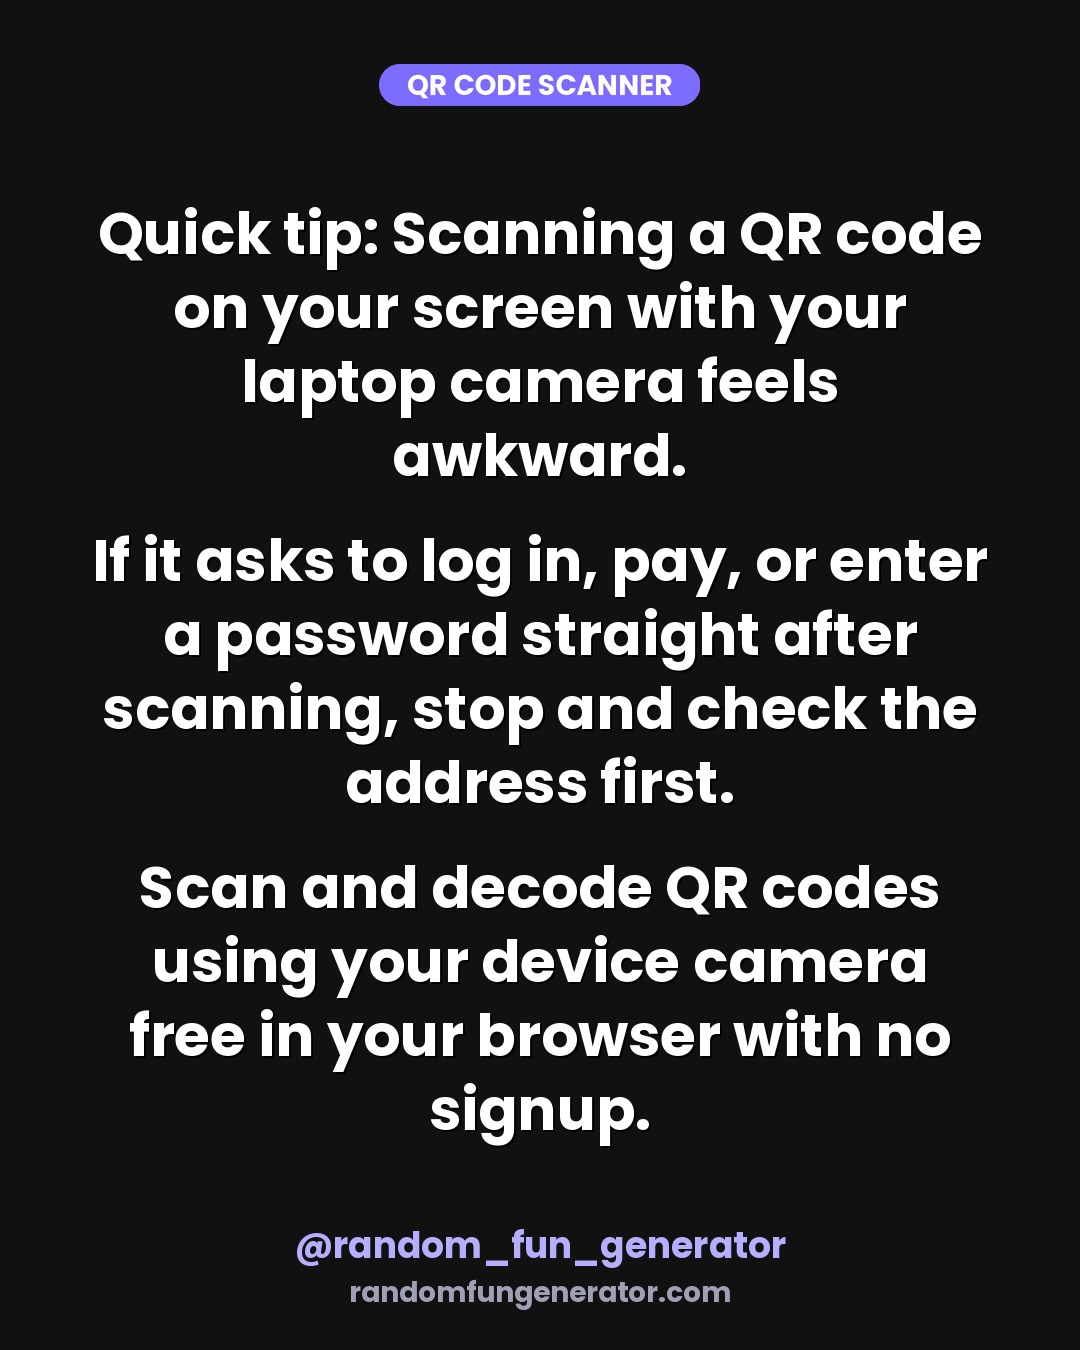 QR CODE SCANNER
Quick tip: Scanning a QR code
on your screen with your
laptop camera feels
awkward.
If it asks to log in, pay, or enter
a password straight after
scanning, stop and check the
address first.
Scan and decode QR codes
using your device camera
free in your browser with no
signup.
@random_fun_generator
randomfungenerator.com